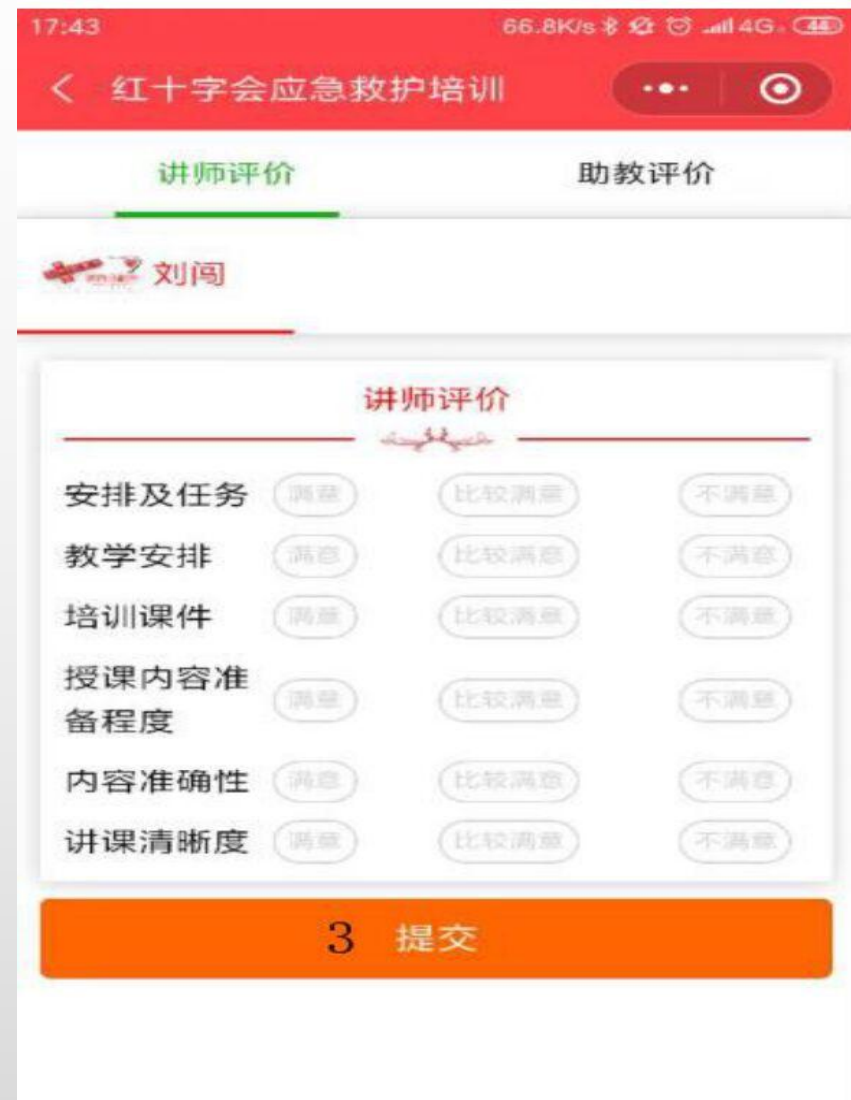 17:43 66.8K/s 4G 44
红十字会应急救护培训
讲师评价 助教评价
刘闯
讲师评价
安排及任务 满意 比较满意 不满意
教学安排 满意 比较满意 不满意
培训课件 满意 比较满意 不满意
授课内容准
备程度 满意 比较满意 不满意
内容准确性 满意 比较满意 不满意
讲课清晰度 满意 比较满意 不满意
3 提交